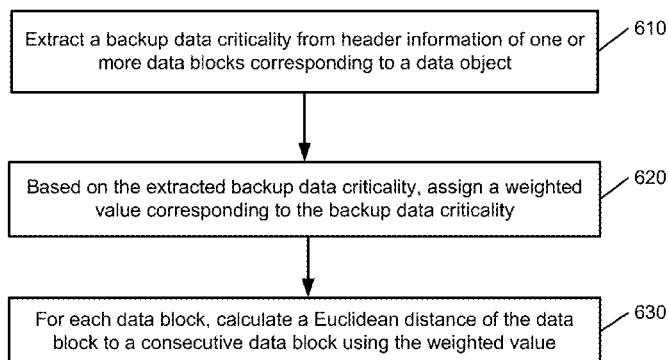 Extract a backup data criticality from header information of one or
more data blocks corresponding to a data object
610
Based on the extracted backup data criticality, assign a weighted
value corresponding to the backup data criticality
620
For each data block, calculate a Euclidean distance of the data
block to a consecutive data block using the weighted value
630